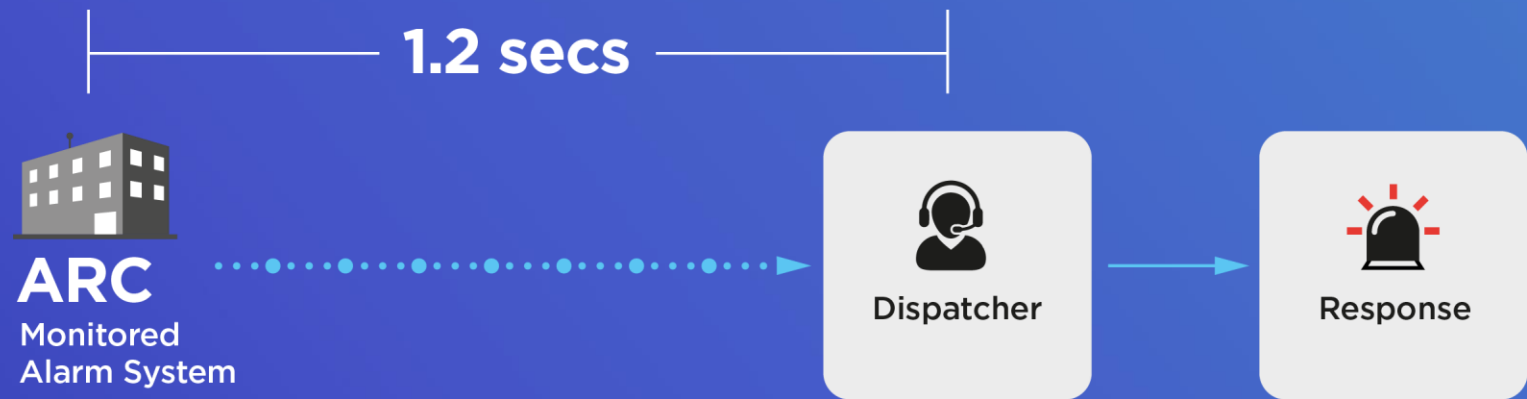 1.2 secs
ARC
Monitored
Alarm System
Dispatcher
Response